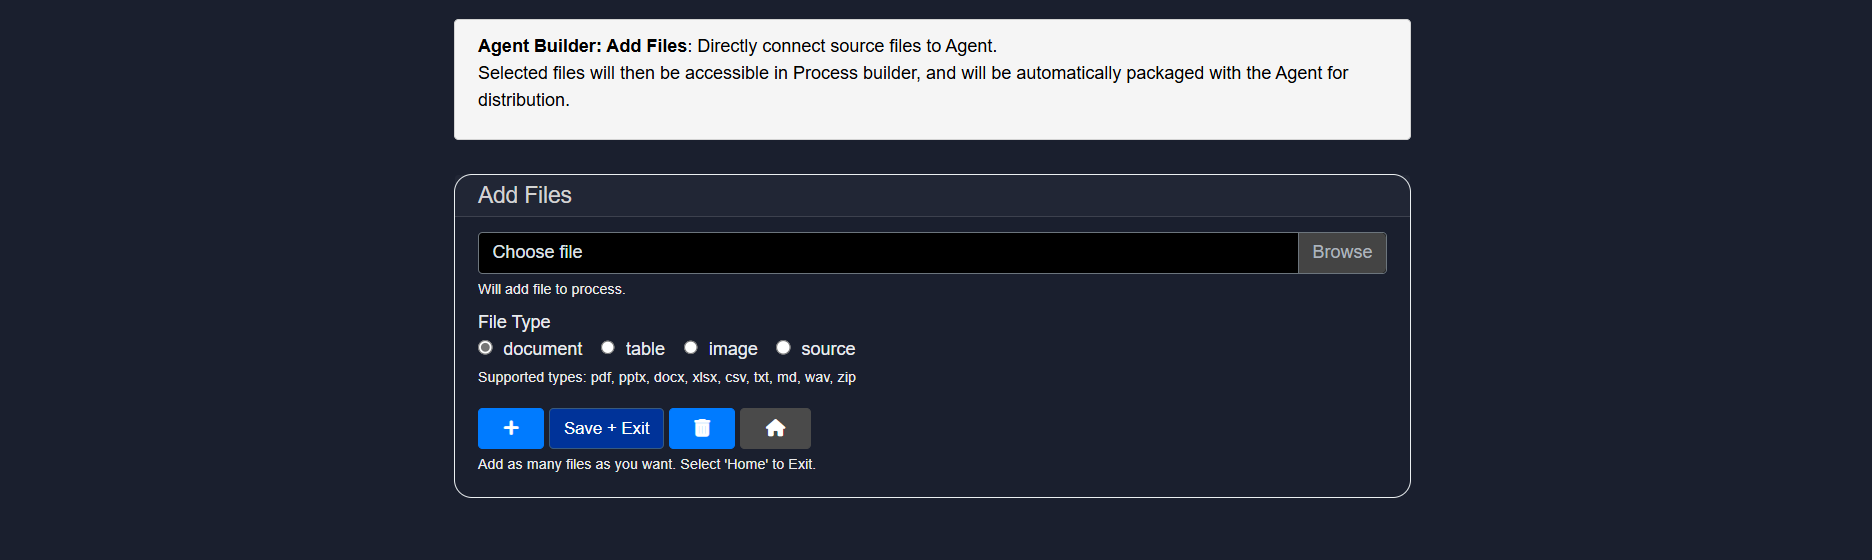 Agent Builder: Add Files: Directly connect source files to Agent.
Selected files will then be accessible in Process builder, and will be automatically packaged with the Agent for
distribution.
Add Files
Choose file Browse
Will add file to process.
File Type
document table image source
Supported types: pdf, pptx, docx, xlsx, csv, txt, md, wav, zip
Save + Exit
Add as many files as you want. Select 'Home' to Exit.